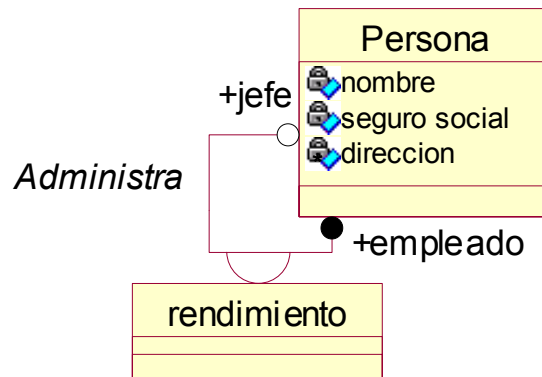 Persona
nombre
+jefe
seguro social
direccion
Administra
+empleado
rendimiento